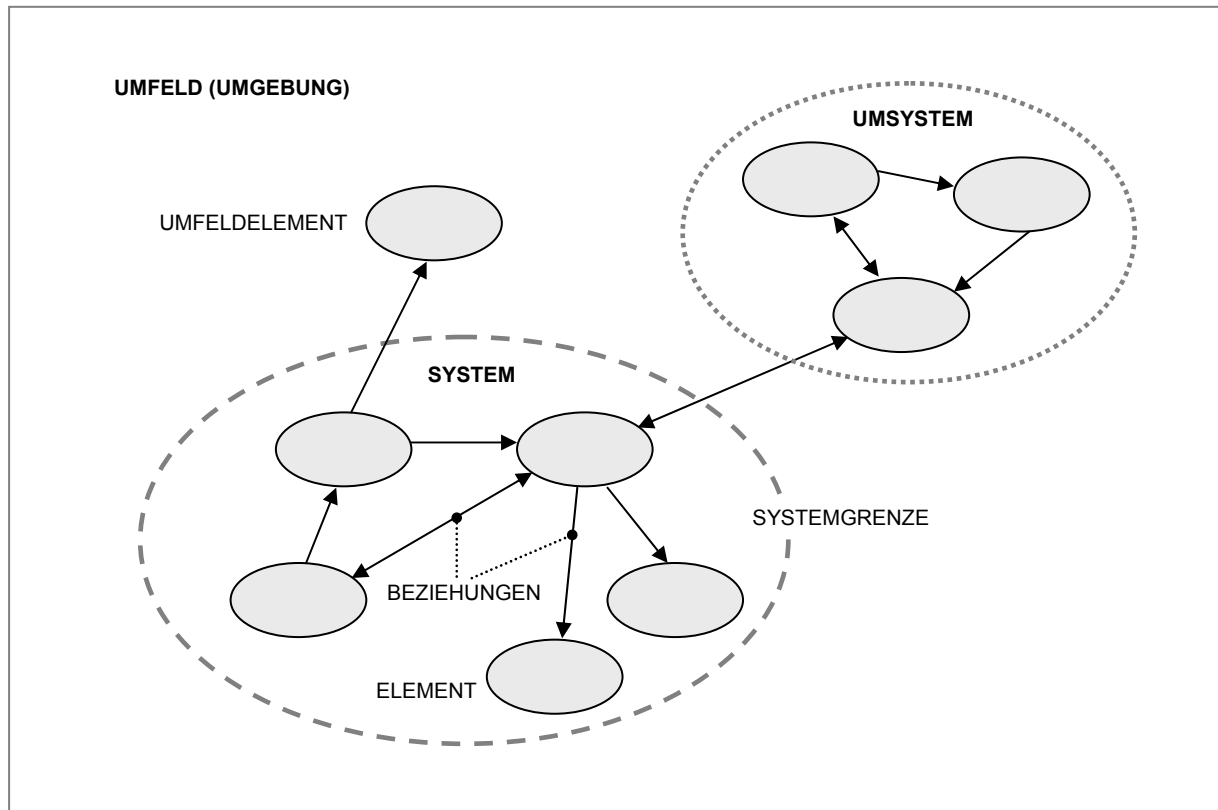 UMFELD (UMGEBUNG)
UMSYSTEM
UMFELDELEMENT
SYSTEM
SYSTEMGRENZE
BEZIEHUNGEN
ELEMENT